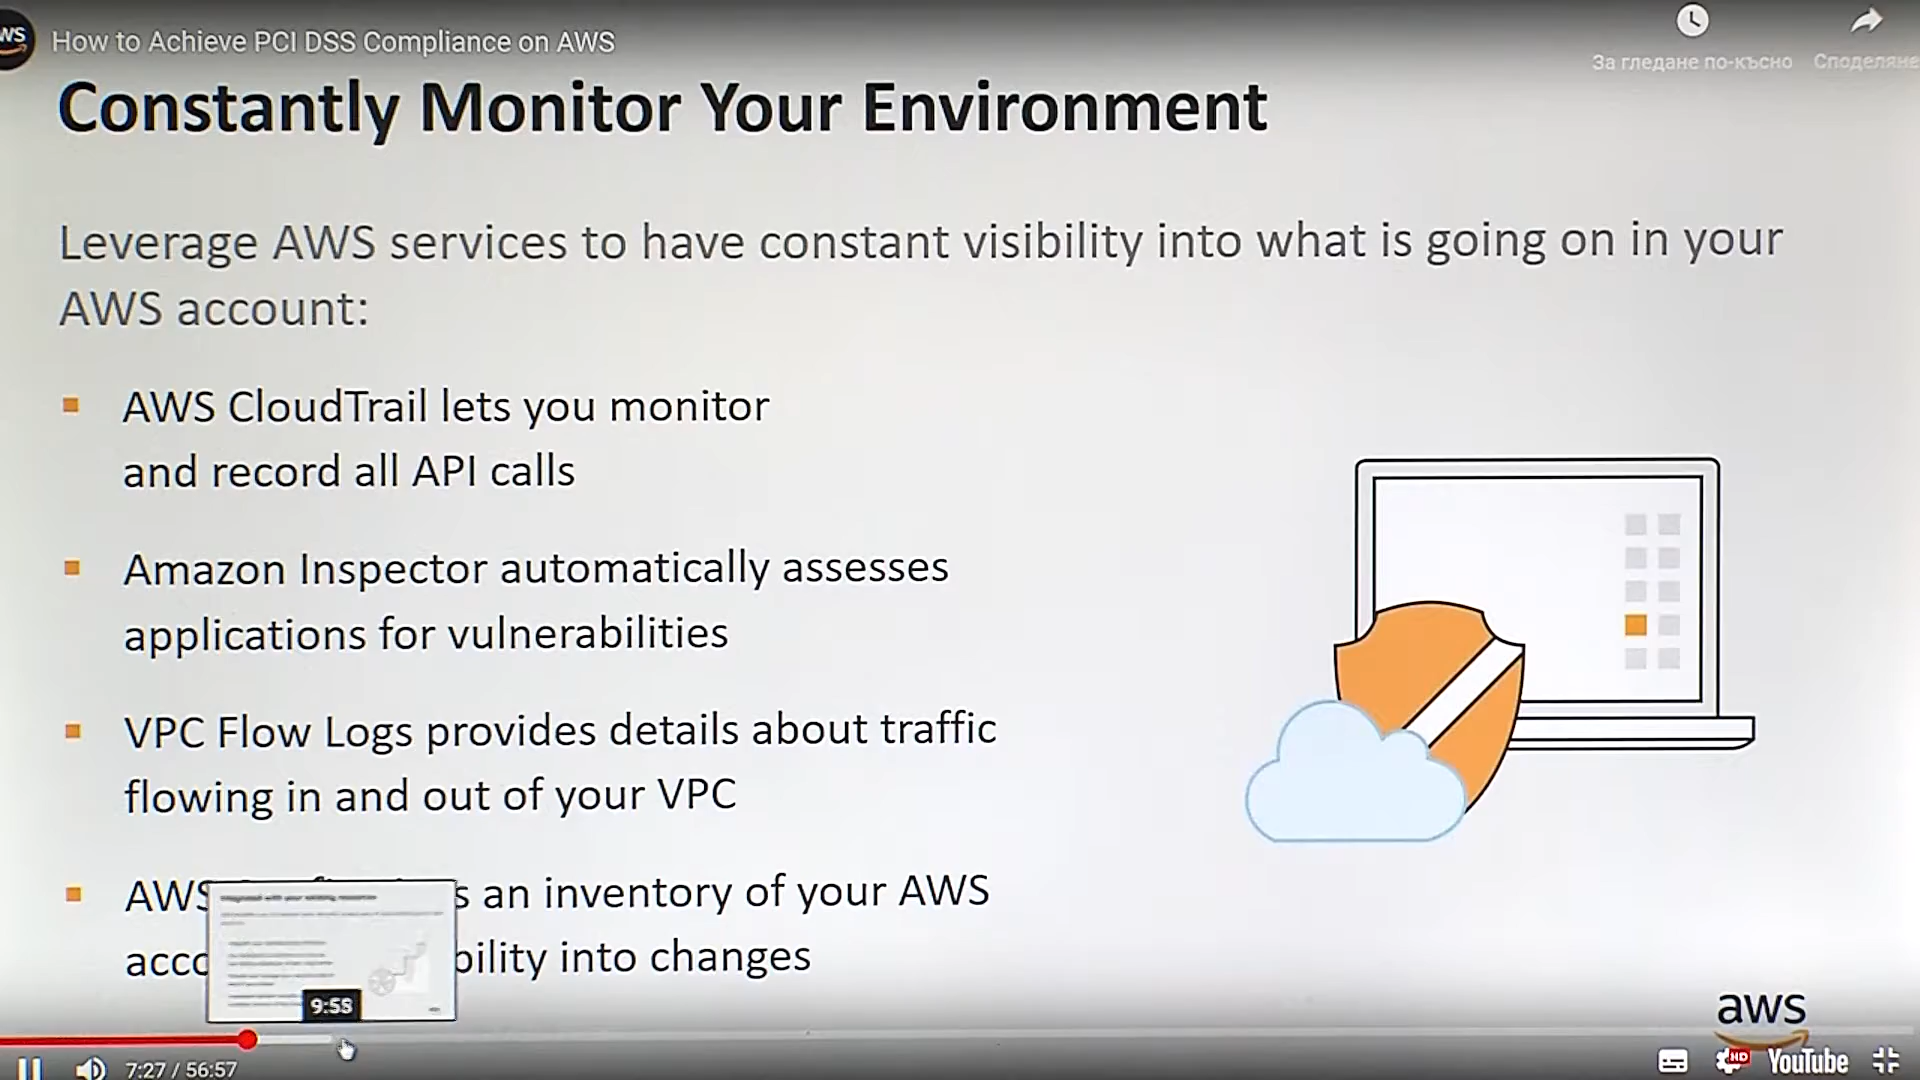 WS
How to Achieve PCI DSS Compliance on AWS
За гледане по-късно
Споделяне
Constantly Monitor Your Environment
Leverage AWS services to have constant visibility into what is going on in your
AWS account:
AWS CloudTrail lets you monitor
and record all API calls
Amazon Inspector automatically assesses
applications for vulnerabilities
VPC Flow Logs provides details about traffic
flowing in and out of your VPC
AWS s an inventory of your AWS
acco bility into changes
9:58
aws
7:27 / 56:57
HD
YouTube